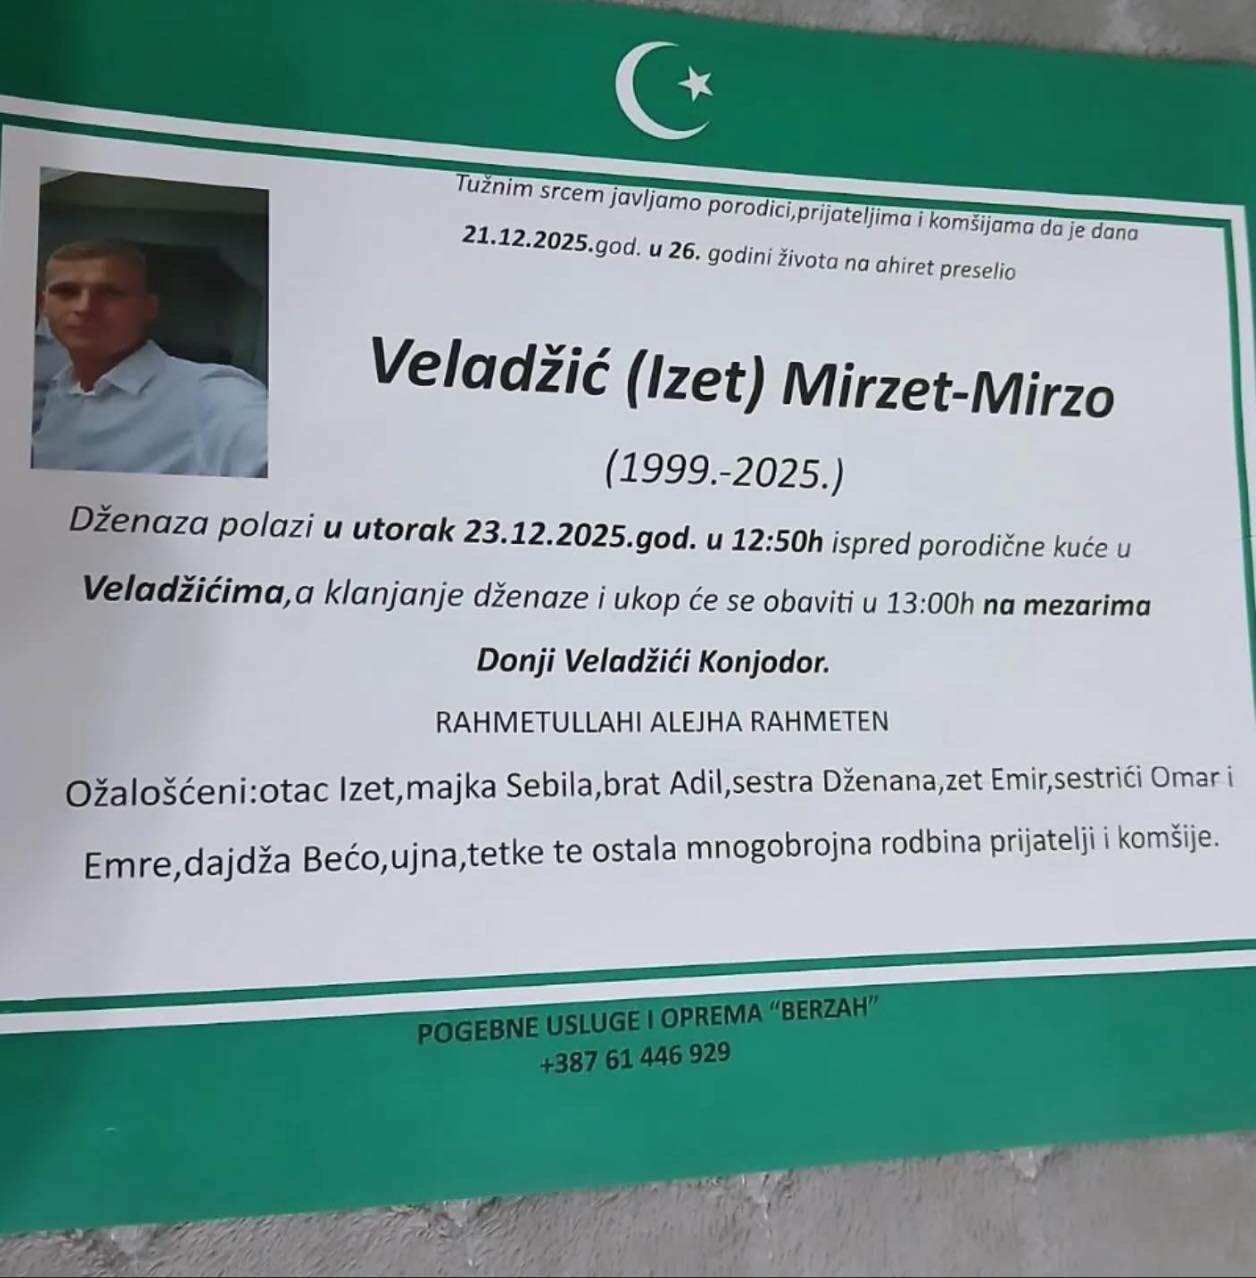 Tužnim srcem javljamo porodici,prijateljima i komšijama da je dana
21.12.2025.god. u 26. godini života na ahiret preselio
Veladžić (Izet) Mirzet-Mirzo
(1999.-2025.)
Dženaza polazi u utorak 23.12.2025.god. u 12:50h ispred porodične kuće u
Veladžićima,a klanjanje dženaze i ukop će se obaviti u 13:00h na mezarima
Donji Veladžići Konjodor.
RAHMETULLAHI ALEJHA RAHMETEN
Ožalošćeni:otac Izet,majka Sebila,brat Adil,sestra Dženana,zet Emir,sestrići Omar i
Emre,dajdža Bećo,ujna,tetke te ostala mnogobrojna rodbina prijatelji i komšije.
POGEBNE USLUGE I OPREMA “BERZAH”
+387 61 446 929